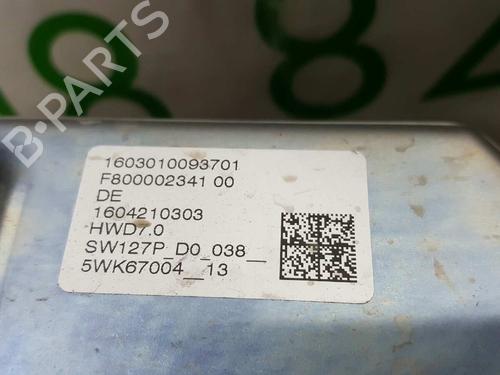 B-PARTS
1603010093701
F800002341 00
DE
1604210303
HWD7.0
SW127P_D0_038__
5WK67004__13